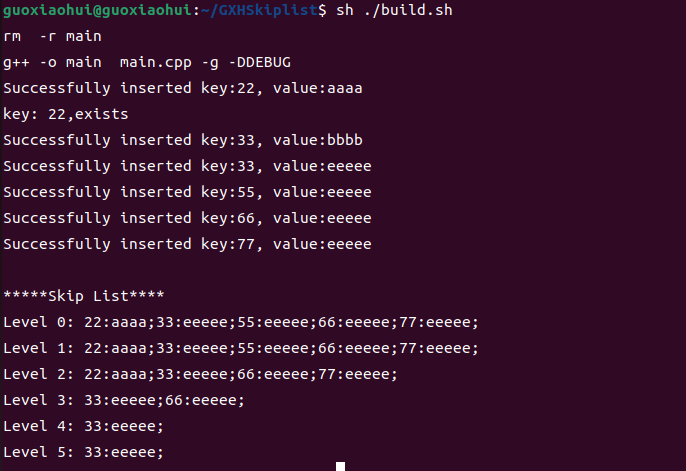 guoxiaohui@guoxiaohui:~/GXHSkiplist$ sh ./build.sh
rm  -r main
g++ -o main  main.cpp -g -DDEBUG
Successfully inserted key:22, value:aaaa
key: 22,exists
Successfully inserted key:33, value:bbbb
Successfully inserted key:33, value:eeeee
Successfully inserted key:55, value:eeeee
Successfully inserted key:66, value:eeeee
Successfully inserted key:77, value:eeeee
*****Skip List****
Level 0: 22:aaaa;33:eeeee;55:eeeee;66:eeeee;77:eeeee;
Level 1: 22:aaaa;33:eeeee;55:eeeee;66:eeeee;77:eeeee;
Level 2: 22:aaaa;33:eeeee;66:eeeee;77:eeeee;
Level 3: 33:eeeee;66:eeeee;
Level 4: 33:eeeee;
Level 5: 33:eeeee;